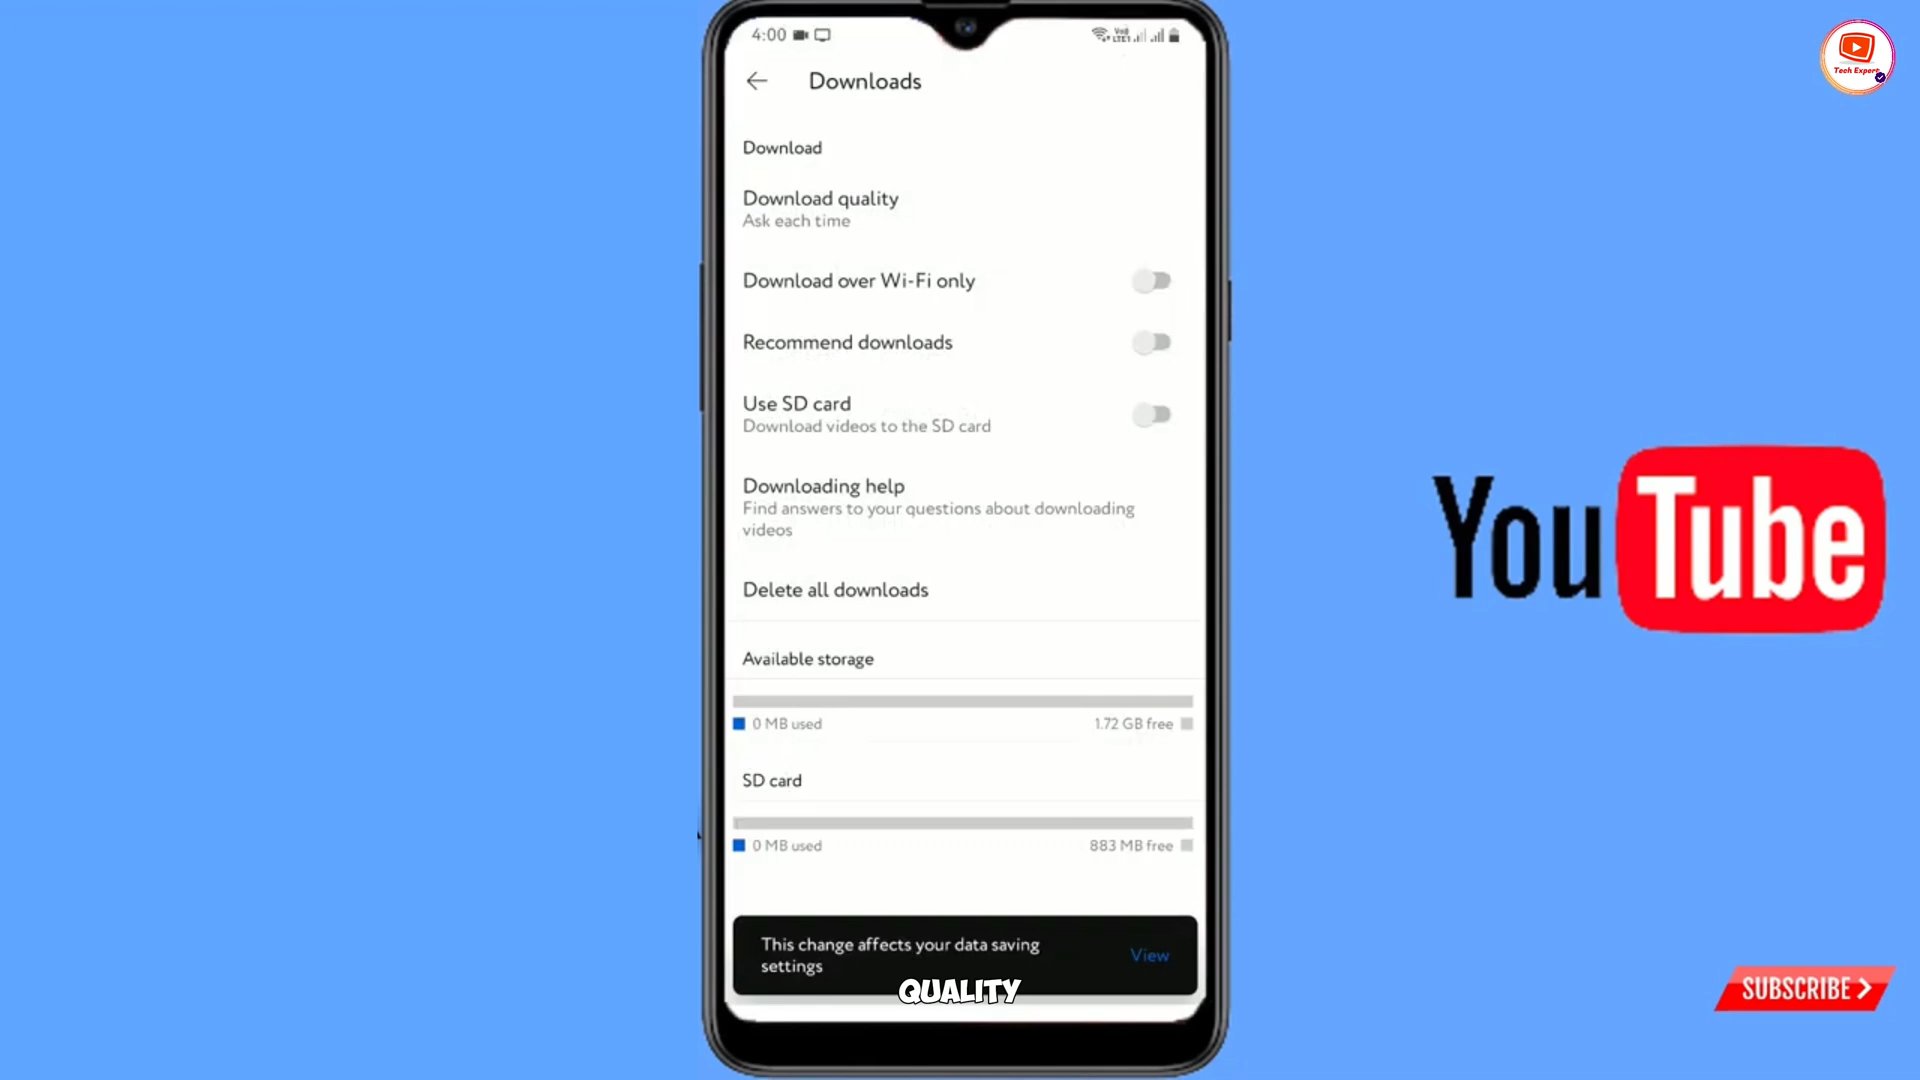 4:00
Tech Expert
Downloads
Download
Download quality
Ask each time
Download over Wi-Fi only
Recommend downloads
Use SD card
Download videos to the SD card
Downloading help
Find answers to your questions about downloading
videos
Delete all downloads
Available storage
0 MB used
1.72 GB free
SD card
0 MB used
883 MB free
This change affects your data saving
settings
View
QUALITY
YouTube
SUBSCRIBE